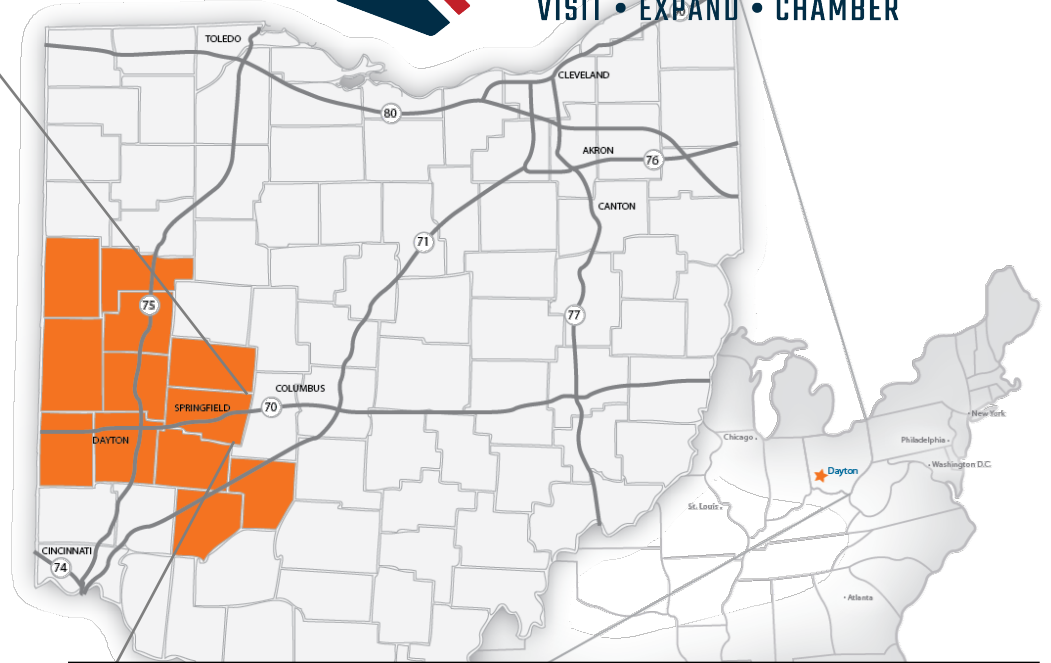 VISIT • EXPAND • CHAMBER
TOLEDO
CLEVELAND
80
AKRON
76
CANTON
71
75
77
COLUMBUS
SPRINGFIELD
70
DAYTON
CINCINNATI
74
New York
Chicago
Philadelphia
Washington D.C.
Dayton
St. Louis
Atlanta